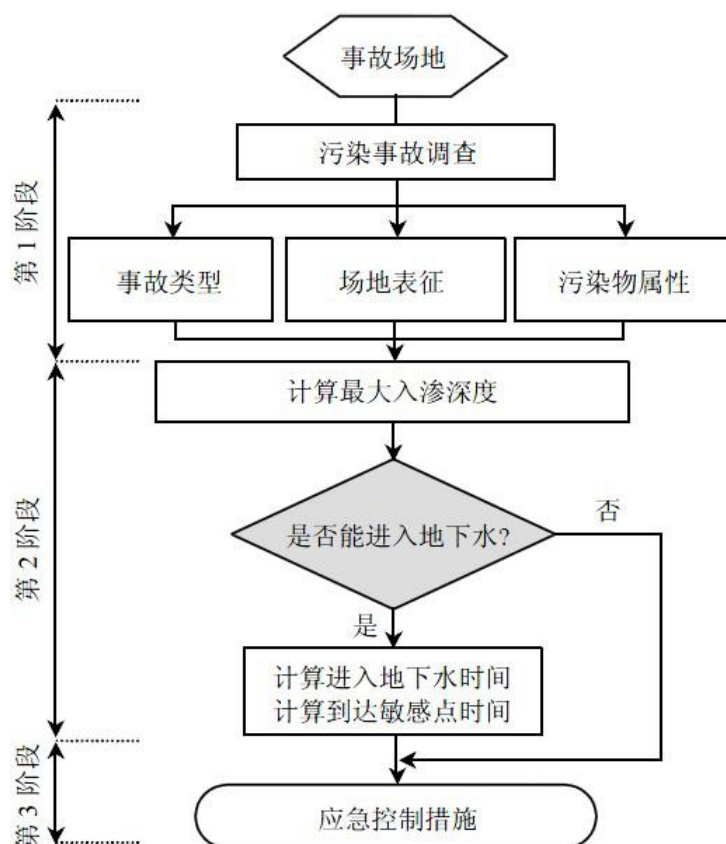 事故场地
第1阶段
污染事故调查
事故类型
场地表征
污染物属性
第2阶段
计算最大入渗深度
是否能进入地下水?
否
是
计算进入地下水时间
计算到达敏感点时间
第3阶段
应急控制措施